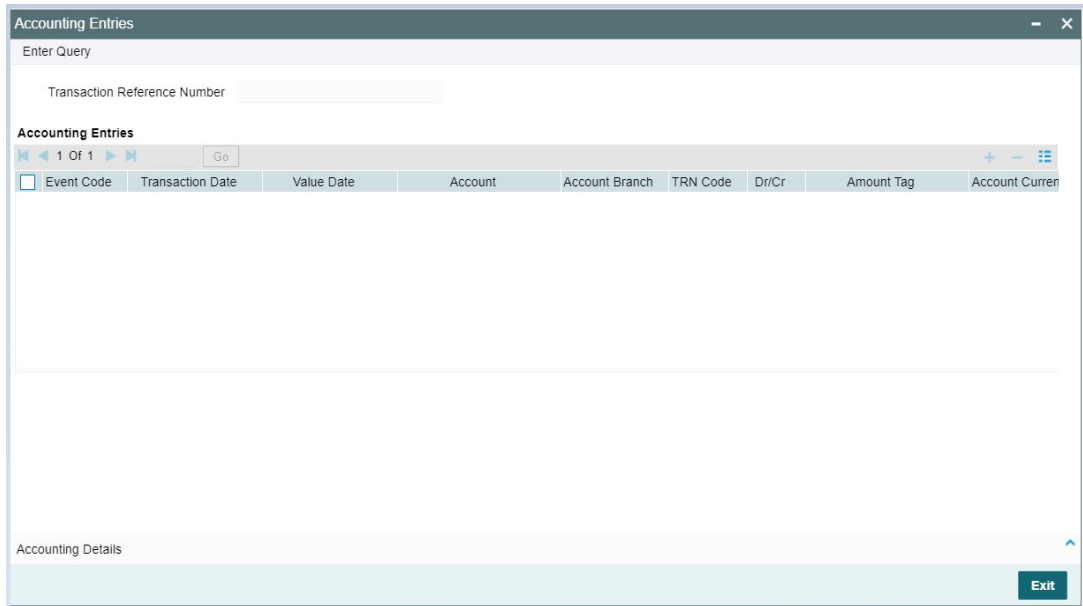 Accounting Entries
Enter Query
Transaction Reference Number
Accounting Entries
1 Of 1 Go
Event Code Transaction Date Value Date Account Account Branch TRN Code Dr/Cr Amount Tag Account Curren
Accounting Details
Exit